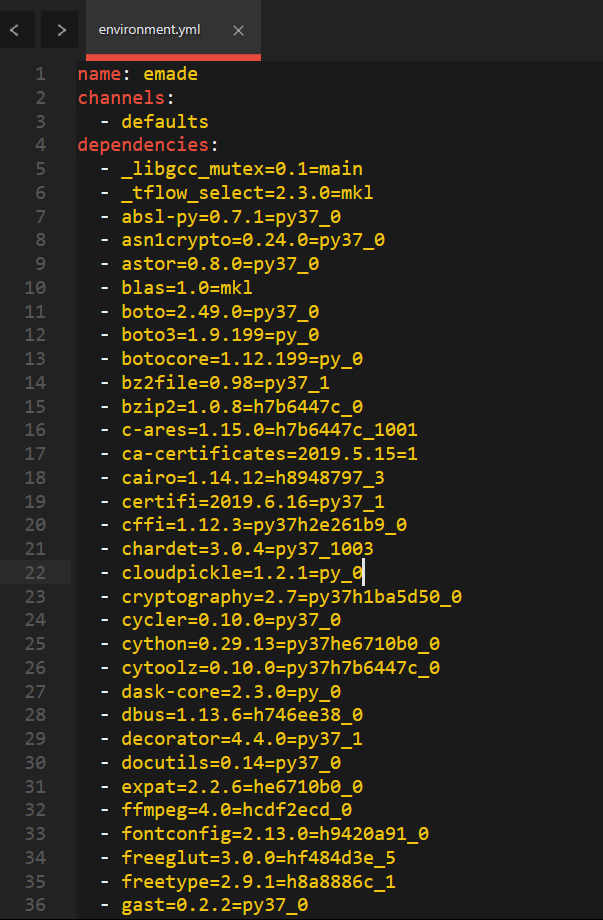 environment.yml
1 name: emade
2 channels:
3 - defaults
4 dependencies:
5 - _libgcc_mutex=0.1=main
6 - _tflow_select=2.3.0=mkl
7 - absl-py=0.7.1=py37_0
8 - asn1crypto=0.24.0=py37_0
9 - astor=0.8.0=py37_0
10 - blas=1.0=mkl
11 - boto=2.49.0=py37_0
12 - boto3=1.9.199=py_0
13 - botocore=1.12.199=py_0
14 - bz2file=0.98=py37_1
15 - bzip2=1.0.8=h7b6447c_0
16 - c-ares=1.15.0=h7b6447c_1001
17 - ca-certificates=2019.5.15=1
18 - cairo=1.14.12=h8948797_3
19 - certifi=2019.6.16=py37_1
20 - cffi=1.12.3=py37h2e261b9_0
21 - chardet=3.0.4=py37_1003
22 - cloudpickle=1.2.1=py_0
23 - cryptography=2.7=py37h1ba5d50_0
24 - cycler=0.10.0=py37_0
25 - cython=0.29.13=py37he6710b0_0
26 - cytoolz=0.10.0=py37h7b6447c_0
27 - dask-core=2.3.0=py_0
28 - dbus=1.13.6=h746ee38_0
29 - decorator=4.4.0=py37_1
30 - docutils=0.14=py37_0
31 - expat=2.2.6=he6710b0_0
32 - ffmpeg=4.0=hcdf2ecd_0
33 - fontconfig=2.13.0=h9420a91_0
34 - freeglut=3.0.0=hf484d3e_5
35 - freetype=2.9.1=h8a8886c_1
36 - gast=0.2.2=py37_0